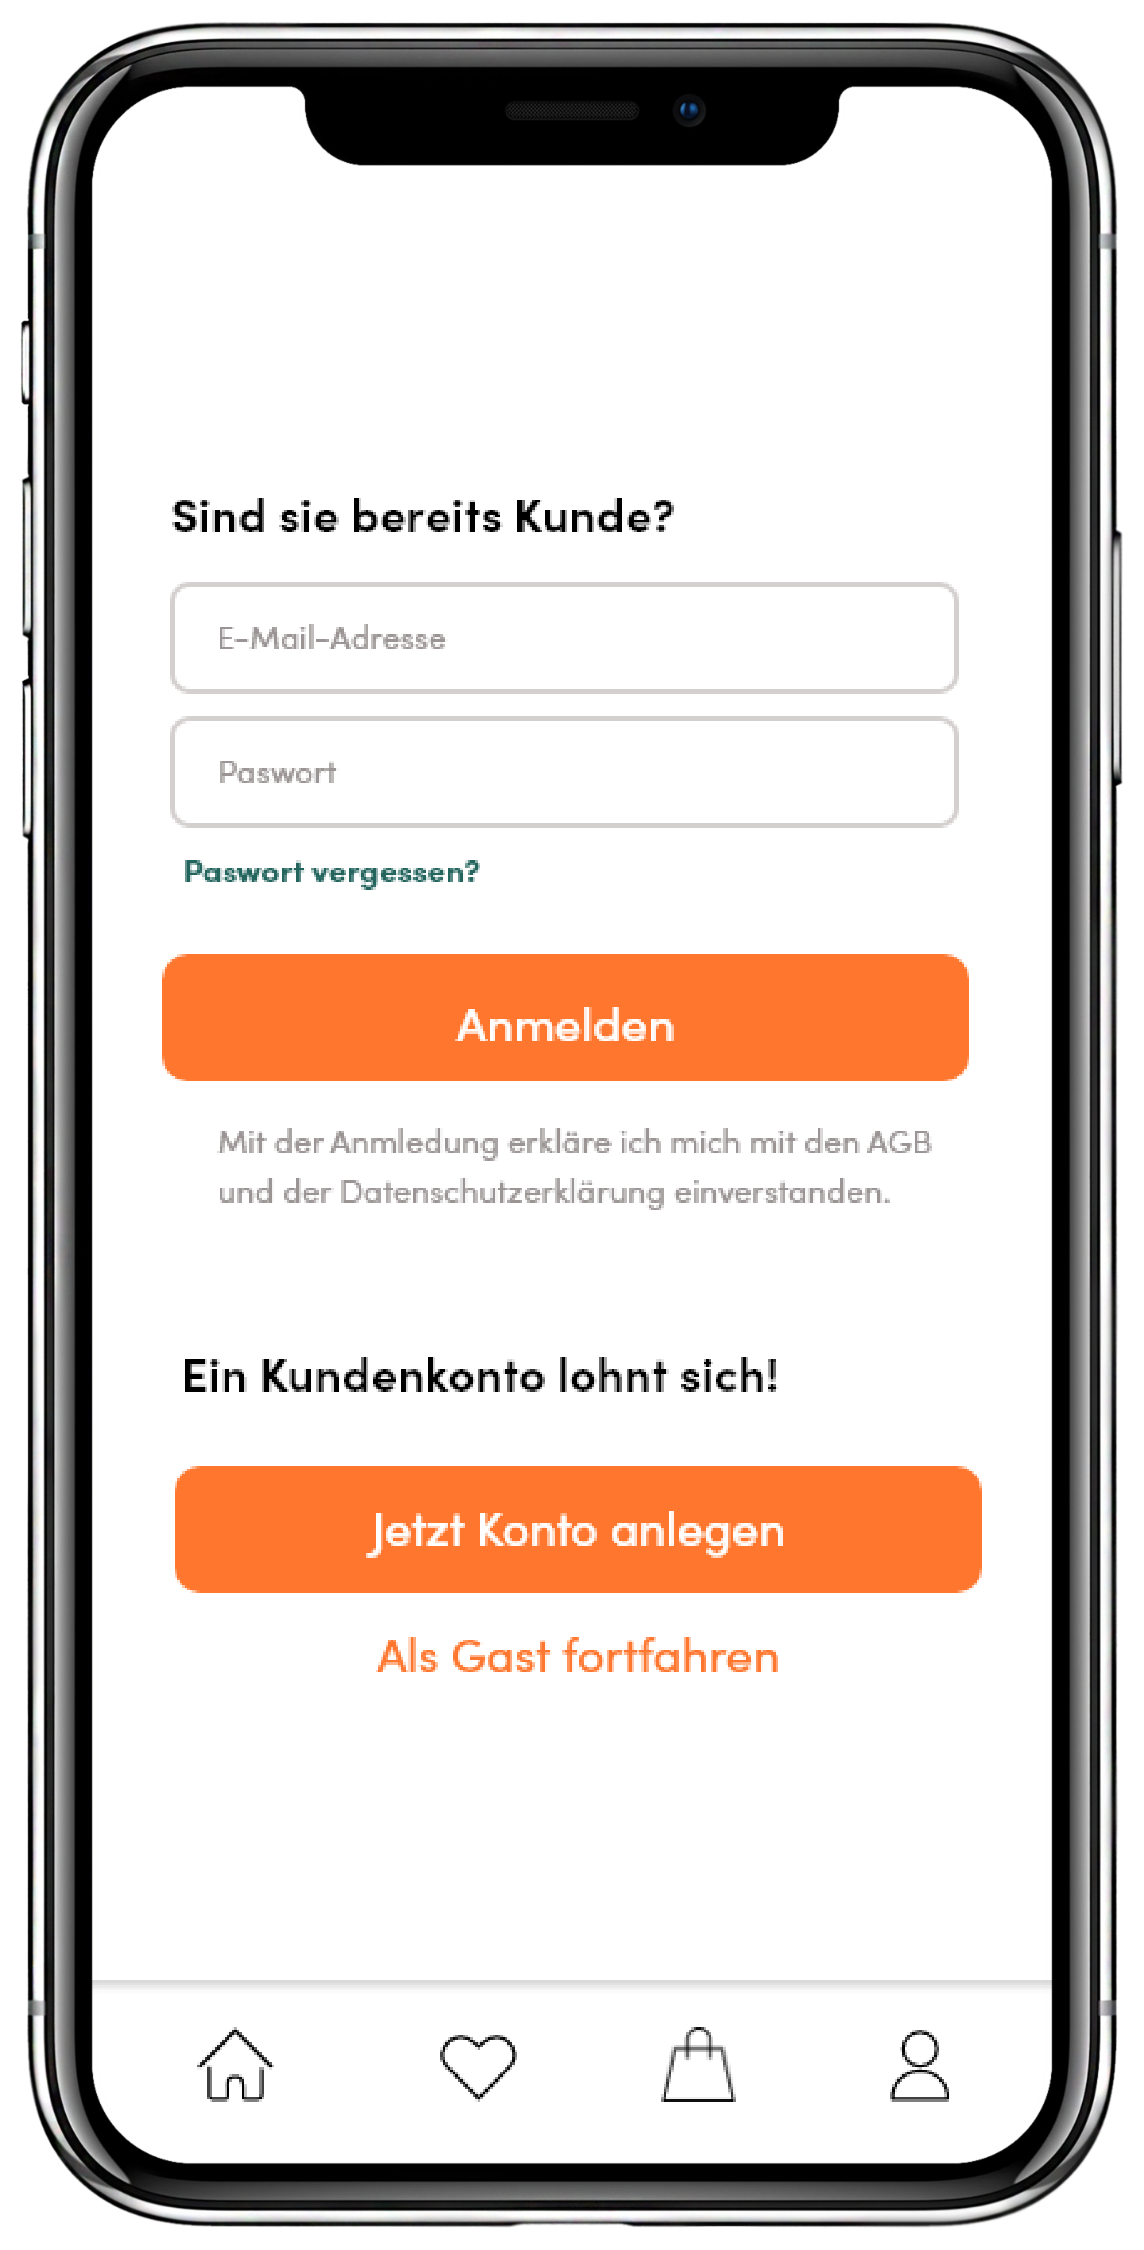 Sind sie bereits Kunde?
E-Mail-Adresse
Paswort
Paswort vergessen?
Anmelden
Mit der Anmledung erkläre ich mich mit den AGB
und der Datenschutzerklärung einverstanden.
Ein Kundenkonto lohnt sich!
Jetzt Konto anlegen
Als Gast fortfahren